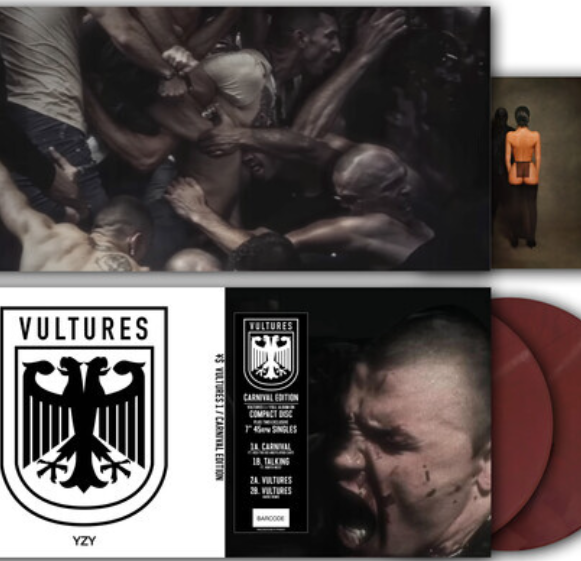 VULTURES
YZY
¥$ VULTURES 1 / CARNIVAL EDITION
VULTURES
CARNIVAL EDITION
COMPACT DISC
7" 45RPM SINGLES
1A. CARNIVAL
1B. TALKING
2A. VULTURES
2B. VULTURES
BARCODE